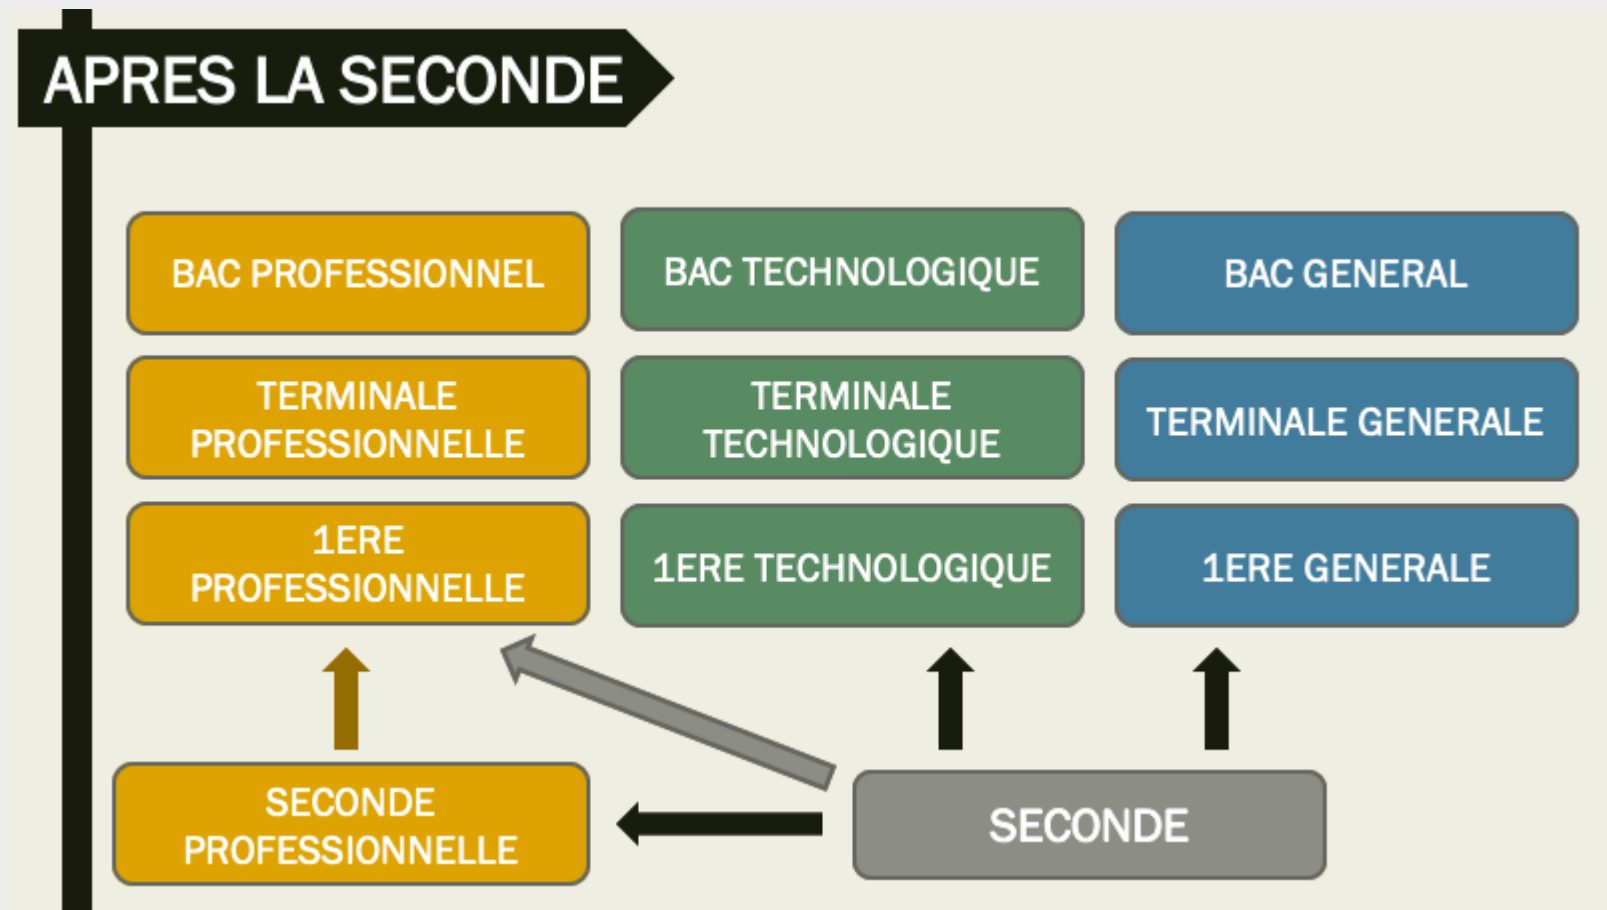 APRES LA SECONDE
BAC PROFESSIONNEL
BAC TECHNOLOGIQUE
BAC GENERAL
TERMINALE
PROFESSIONNELLE
TERMINALE
TECHNOLOGIQUE
TERMINALE GENERALE
1ERE
PROFESSIONNELLE
1ERE TECHNOLOGIQUE
1ERE GENERALE
SECONDE
PROFESSIONNELLE
SECONDE